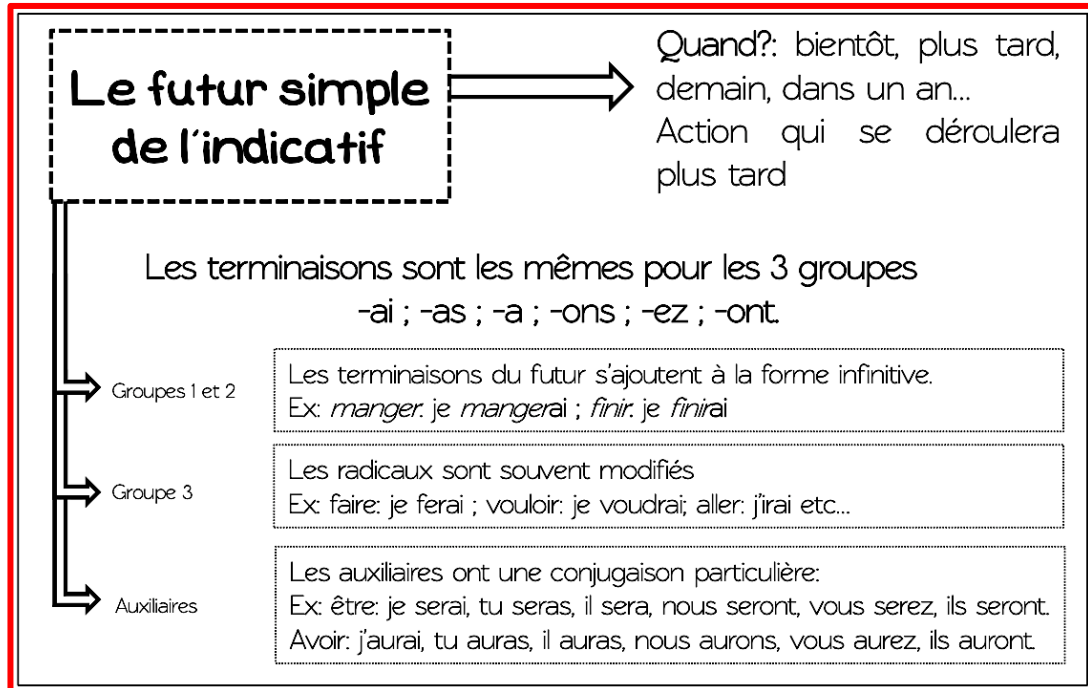 Le futur simple
de l'indicatif
Quand?: bientôt, plus tard,
demain, dans un an...
Action qui se déroulera
plus tard
Les terminaisons sont les mêmes pour les 3 groupes
-ai ; -as ; -a ; -ons ; -ez ; -ont.
Groupes 1 et 2
Les terminaisons du futur s'ajoutent à la forme infinitive.
Ex: manger: je mangerai ; finir: je finirai
Groupe 3
Les radicaux sont souvent modifiés
Ex: faire: je ferai ; vouloir: je voudrai; aller: j'irai etc...
Auxiliaires
Les auxiliaires ont une conjugaison particulière:
Ex: être: je serai, tu seras, il sera, nous seront, vous serez, ils seront.
Avoir: j'aurai, tu auras, il auras, nous aurons, vous aurez, ils auront.